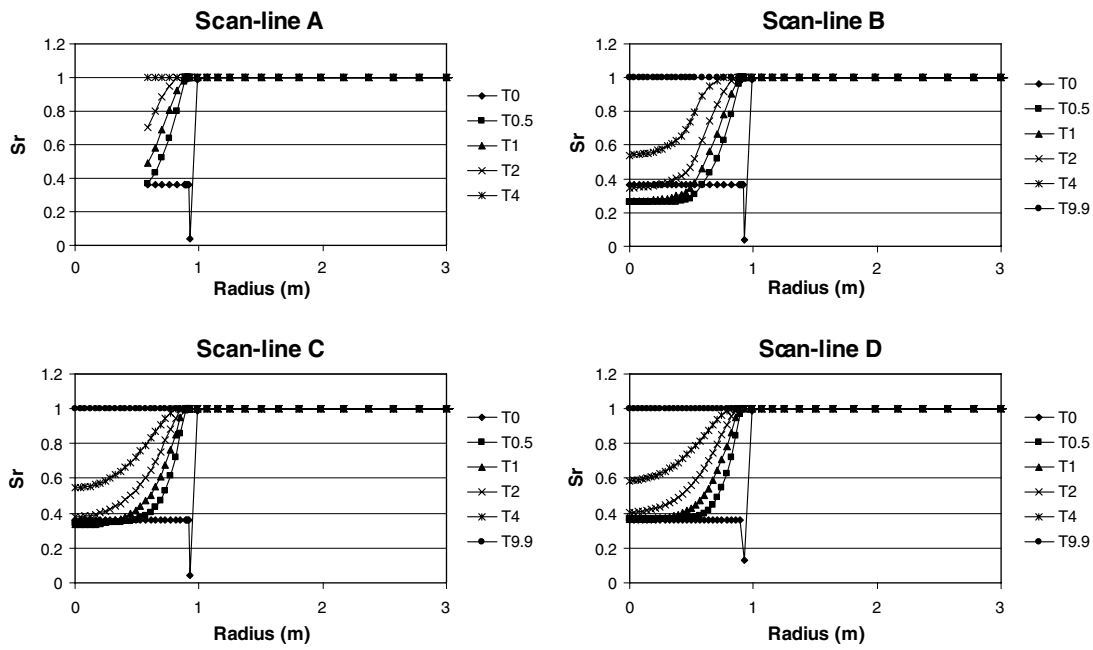 Scan-line A
1.2
1
0.8
0.6
0.4
0.2
0
Sr
0 1 2 3
Radius (m)
T0
T0.5
T1
T2
T4
Scan-line B
1.2
1
0.8
0.6
0.4
0.2
0
Sr
0 1 2 3
Radius (m)
T0
T0.5
T1
T2
T4
T9.9
Scan-line C
1.2
1
0.8
0.6
0.4
0.2
0
Sr
0 1 2 3
Radius (m)
T0
T0.5
T1
T2
T4
T9.9
Scan-line D
1.2
1
0.8
0.6
0.4
0.2
0
Sr
0 1 2 3
Radius (m)
T0
T0.5
T1
T2
T4
T9.9